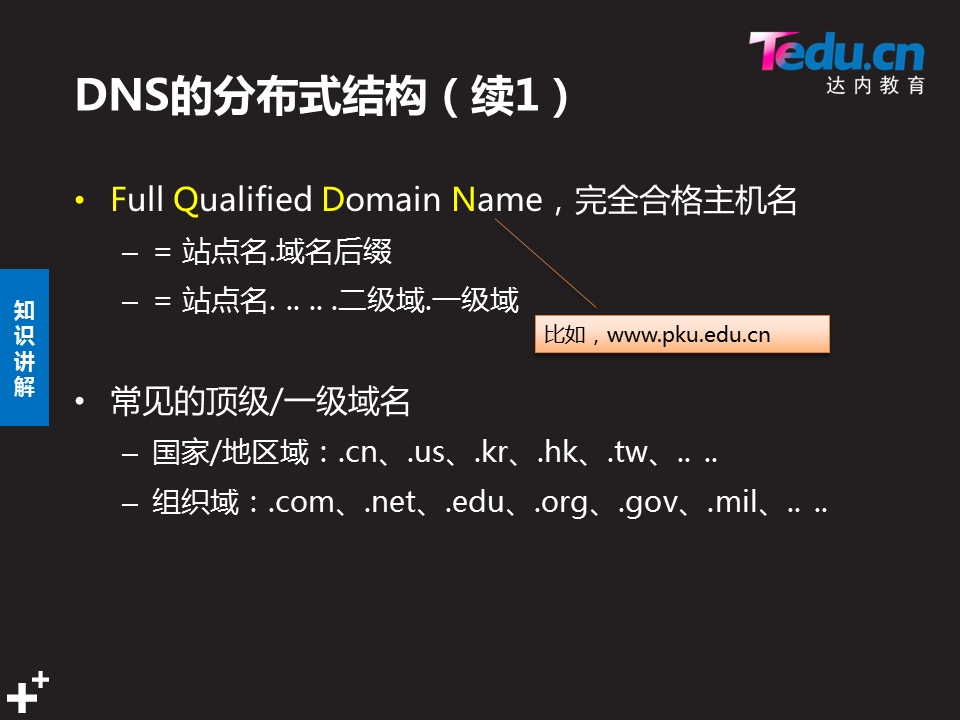 Tedu.cn
达内教育
DNS的分布式结构（续1）
• Full Qualified Domain Name，完全合格主机名
– = 站点名.域名后缀
– = 站点名. .. .. .二级域.一级域
比如，www.pku.edu.cn
知识讲解
• 常见的顶级/一级域名
– 国家/地区域：.cn、.us、.kr、.hk、.tw、.. ..
– 组织域：.com、.net、.edu、.org、.gov、.mil、.. ..